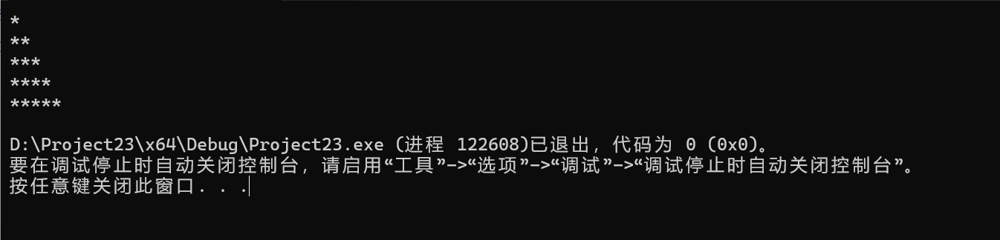 *
**
***
****
*****
D:\Project23\x64\Debug\Project23.exe (进程 122608)已退出，代码为 0 (0x0)。
要在调试停止时自动关闭控制台，请启用“工具”->“选项”->“调试”->“调试停止时自动关闭控制台”。
按任意键关闭此窗口. . .